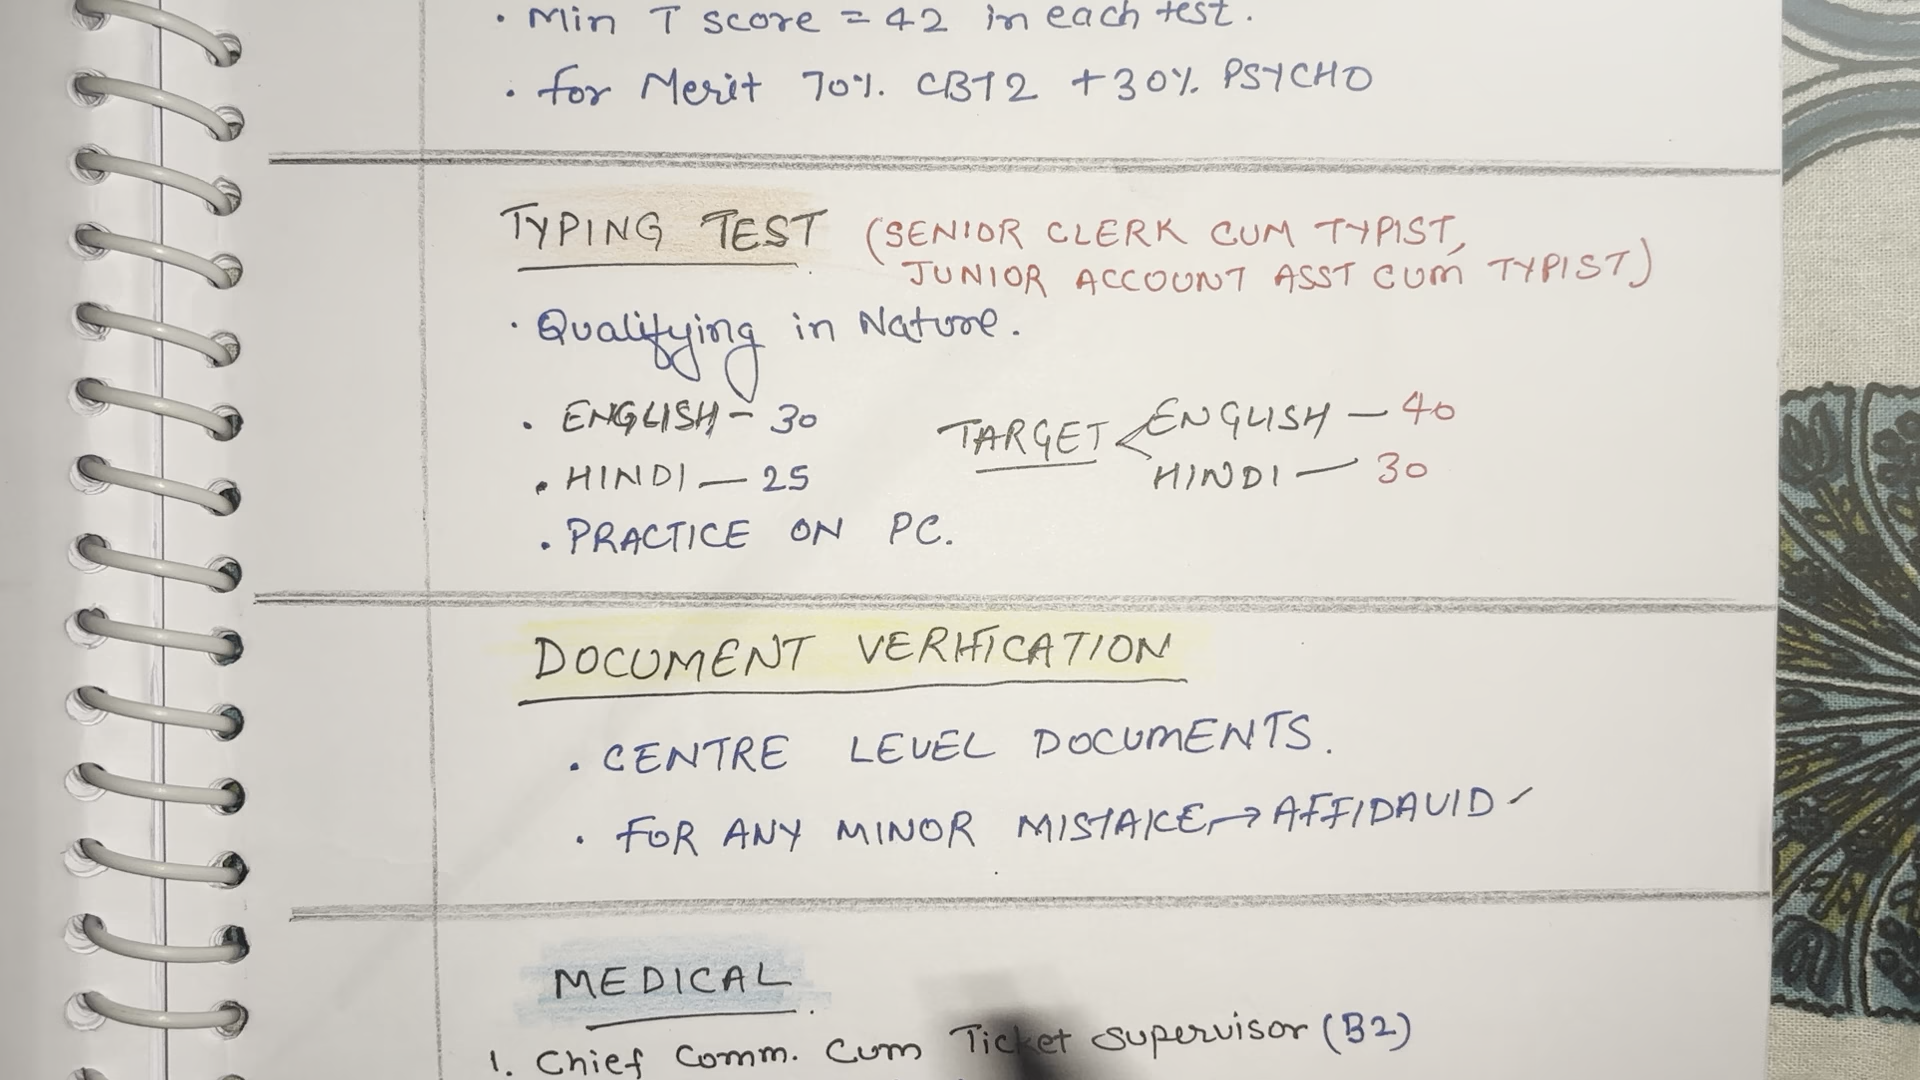 • Min T score = 42 in each test.
• for Merit 70%. CBT2 + 30%. PSYCHO
TYPING TEST (SENIOR CLERK CUM TYPIST,
JUNIOR ACCOUNT ASST CUM TYPIST)
• Qualifying in Nature.
• ENGLISH - 30 TARGET < ENGLISH — 40
• HINDI — 25 HINDI — 30
• PRACTICE ON PC.
DOCUMENT VERIFICATION
• CENTRE LEVEL DOCUMENTS.
• FOR ANY MINOR MISTAKE → AFFIDAVID
MEDICAL
1. Chief Comm. Cum Ticket Supervisor (B2)